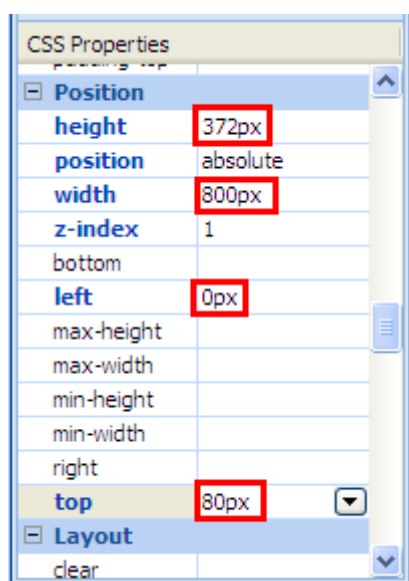 CSS Properties
Position
height 372px
position absolute
width 800px
z-index 1
bottom
left 0px
max-height
max-width
min-height
min-width
right
top 80px
Layout
clear